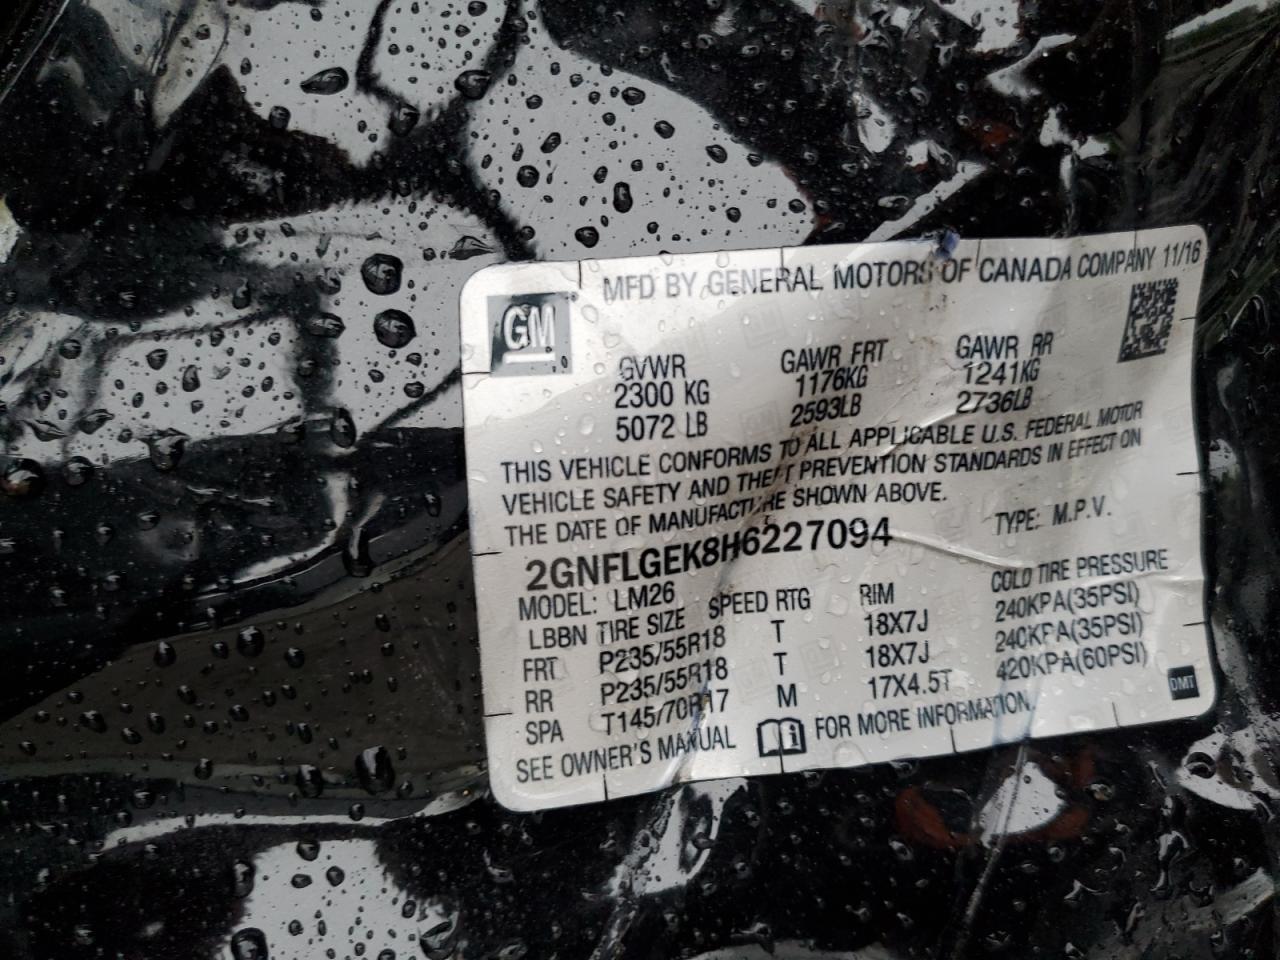 MFD BY GENERAL MOTORS OF CANADA COMPANY 11/16
GM
GVWR GAWR FRT GAWR RR
2300 KG 1176KG 1241KG
5072 LB 2593LB 2736LB
THIS VEHICLE CONFORMS TO ALL APPLICABLE U.S. FEDERAL MOTOR
VEHICLE SAFETY AND THEFT PREVENTION STANDARDS IN EFFECT ON
THE DATE OF MANUFACTURE SHOWN ABOVE.
2GNFLGEK8H6227094 TYPE: M.P.V.
MODEL: LM26
LBBN TIRE SIZE SPEED RTG RIM COLD TIRE PRESSURE
FRT P235/55R18 T 18X7J 240KPA(35PSI)
RR P235/55R18 T 18X7J 240KPA(35PSI)
SPA T145/70R17 M 17X4.5T 420KPA(60PSI)
SEE OWNER'S MANUAL i FOR MORE INFORMATION.
DMT